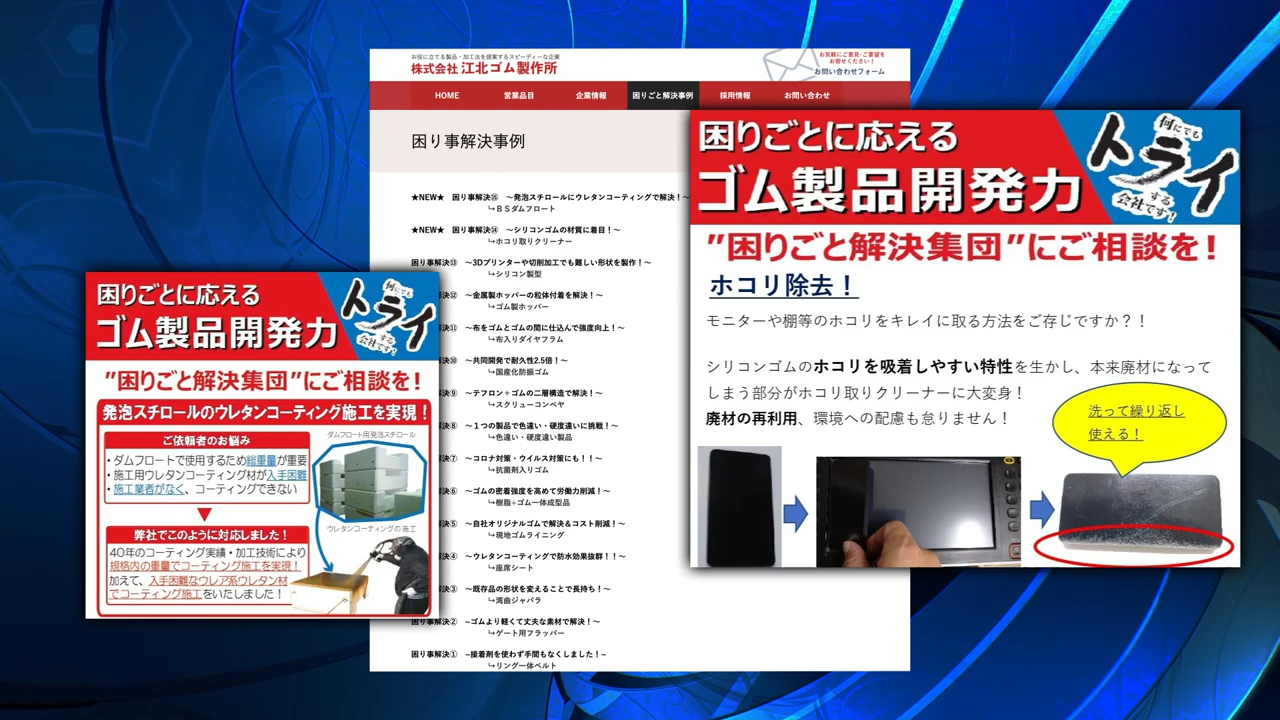 お役に立てる製品・加工法を提案するスピーディーな企業
株式会社 江北ゴム製作所
お気軽にご意見・ご要望を
お寄せください！
お問い合わせフォーム
HOME
営業品目
企業情報
困りごと解決事例
採用情報
お問い合わせ
困り事解決事例
★NEW★ 困り事解決⑮ ～発泡スチロールにウレタンコーティングで解決！～
↳ＢＳダムフロート
★NEW★ 困り事解決⑭ ～シリコンゴムの材質に着目！～
↳ホコリ取りクリーナー
困り事解決⑬ ～3Dプリンターや切削加工でも難しい形状を製作！～
↳シリコン製型
解決⑫ ～金属製ホッパーの粒体付着を解決！～
↳ゴム製ホッパー
解決⑪ ～布をゴムとゴムの間に仕込んで強度向上！～
↳布入りダイヤフラム
解決⑩ ～共同開発で耐久性2.5倍！～
↳国産化防振ゴム
解決⑨ ～テフロン＋ゴムの二層構造で解決！～
↳スクリューコンベヤ
解決⑧ ～１つの製品で色違い・硬度違いに挑戦！～
↳色違い・硬度違い製品
解決⑦ ～コロナ対策・ウイルス対策にも！！～
↳抗菌剤入りゴム
解決⑥ ～ゴムの密着強度を高めて労働力削減！～
↳樹脂+ゴム一体成型品
解決⑤ ～自社オリジナルゴムで解決＆コスト削減！～
↳現地ゴムライニング
解決④ ～ウレタンコーティングで防水効果抜群！！～
↳座席シート
解決③ ～既存品の形状を変えることで長持ち！～
↳湾曲ジャバラ
困り事解決② ~ゴムより軽くて丈夫な素材で解決！～
↳ゲート用フラッパー
困り事解決① ~接着剤を使わず手間もなくしました！~
↳リング一体ベルト
困りごとに応える
ゴム製品開発力
何にでも
トライ
する
会社です！
”困りごと解決集団”にご相談を！
発泡スチロールのウレタンコーティング施工を実現！
ご依頼者のお悩み
・ダムフロートで使用するため総重量が重要
・施工用ウレタンコーティング材が入手困難
・施工業者がなく、コーティングできない
ダムフロート用発泡スチロール
ウレタンコーティングの施工
弊社でこのように対応しました！
40年のコーティング実績・加工技術により
規格内の重量でコーティング施工を実現！
加えて、入手困難なウレア系ウレタン材
でコーティング施工をいたしました！
困りごとに応える
ゴム製品開発力
何にでも
トライ
する
会社です！
”困りごと解決集団”にご相談を！
ホコリ除去！
モニターや棚等のホコリをキレイに取る方法をご存じですか？！
シリコンゴムのホコリを吸着しやすい特性を生かし、本来廃材になって
しまう部分がホコリ取りクリーナーに大変身！
廃材の再利用、環境への配慮も怠りません！
洗って繰り返し
使える！